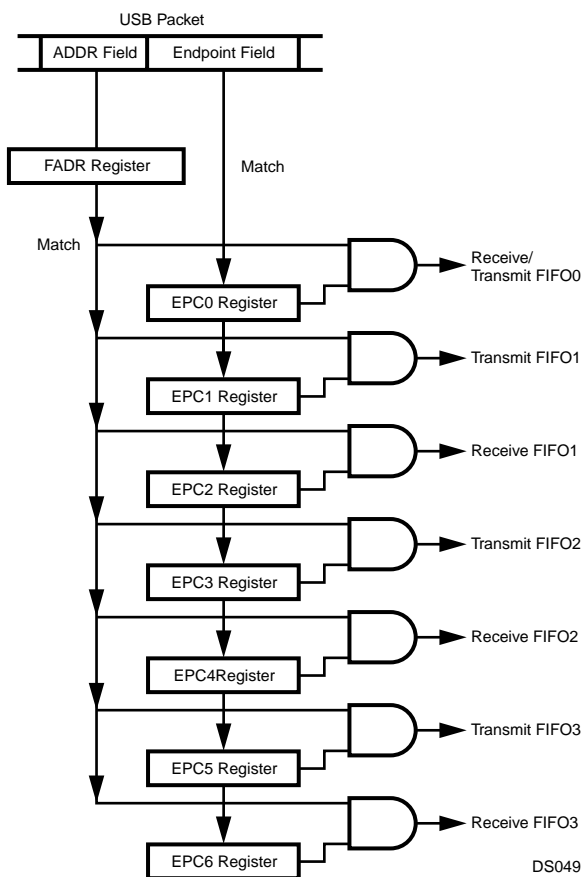 USB Packet
ADDR Field
Endpoint Field
FADR Register
Match
Match
Receive/
Transmit FIFO0
EPC0 Register
Transmit FIFO1
EPC1 Register
Receive FIFO1
EPC2 Register
Transmit FIFO2
EPC3 Register
Receive FIFO2
EPC4Register
Transmit FIFO3
EPC5 Register
Receive FIFO3
EPC6 Register
DS049